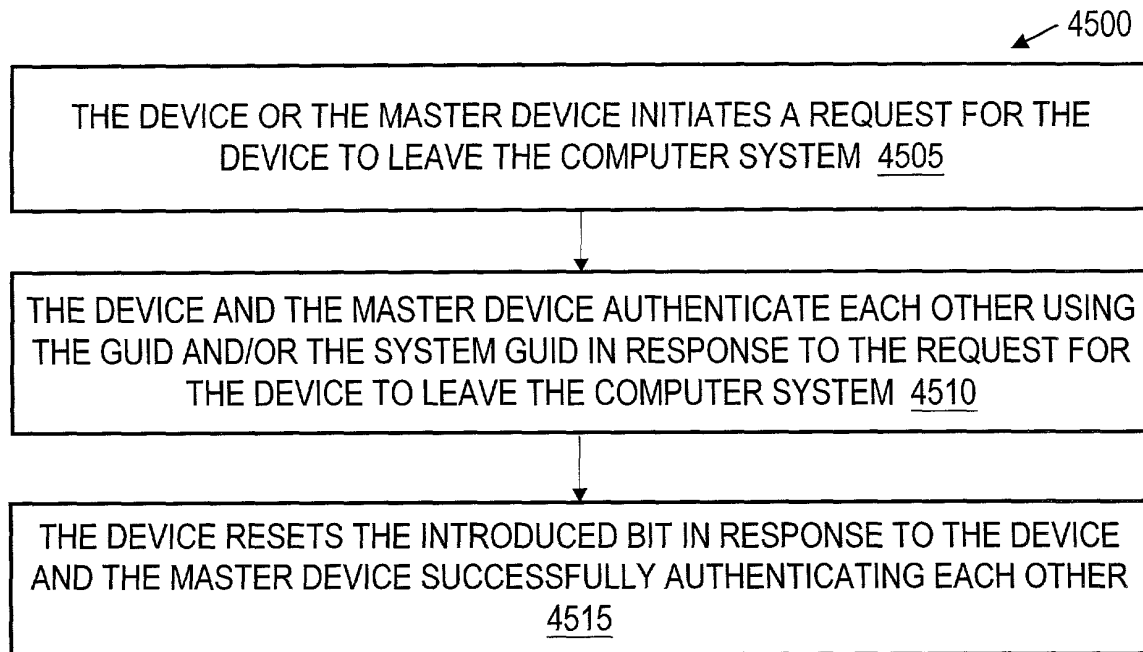 4500
THE DEVICE OR THE MASTER DEVICE INITIATES A REQUEST FOR THE
DEVICE TO LEAVE THE COMPUTER SYSTEM 4505
THE DEVICE AND THE MASTER DEVICE AUTHENTICATE EACH OTHER USING
THE GUID AND/OR THE SYSTEM GUID IN RESPONSE TO THE REQUEST FOR
THE DEVICE TO LEAVE THE COMPUTER SYSTEM 4510
THE DEVICE RESETS THE INTRODUCED BIT IN RESPONSE TO THE DEVICE
AND THE MASTER DEVICE SUCCESSFULLY AUTHENTICATING EACH OTHER
4515